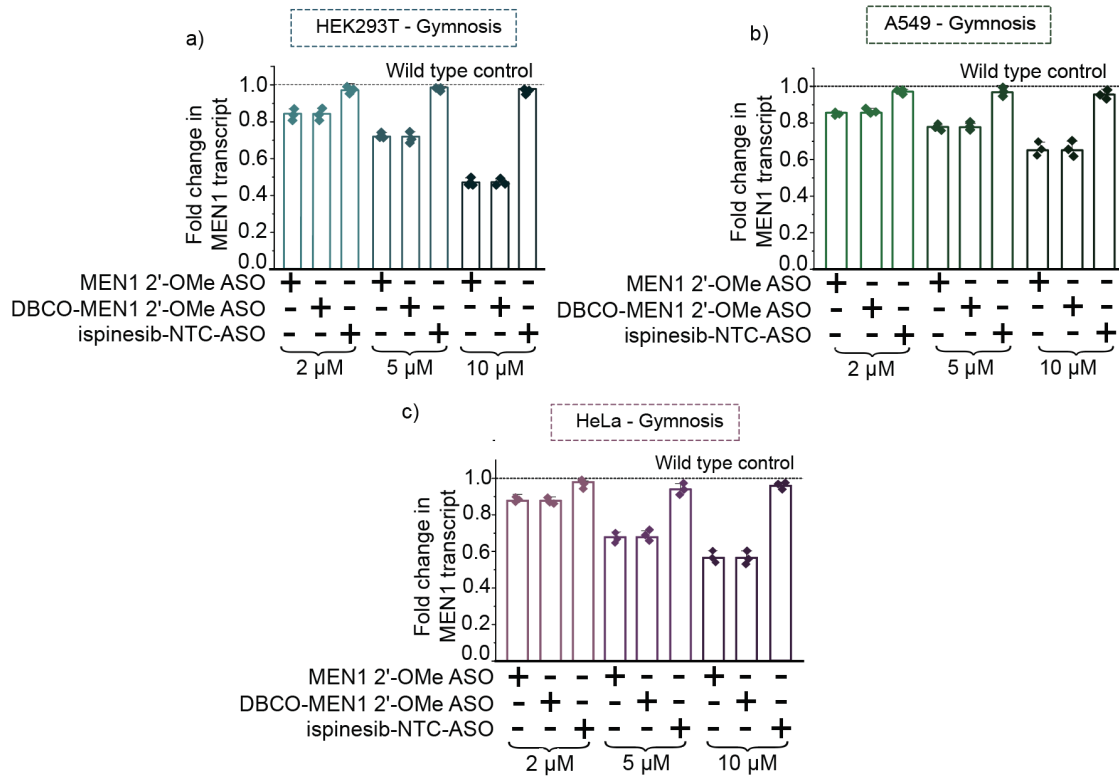 a)
HEK293T - Gymnosis
Wild type control
Fold change in
MEN1 transcript
1.0
0.8
0.6
0.4
0.2
0.0
MEN1 2'-OMe ASO + - - + - - + - -
DBCO-MEN1 2'-OMe ASO - + - - + - - + -
ispinesib-NTC-ASO - - + - - + - - +
2 µM 5 µM 10 µM
b)
A549 - Gymnosis
Wild type control
Fold change in
MEN1 transcript
1.0
0.8
0.6
0.4
0.2
0.0
MEN1 2'-OMe ASO + - - + - - + - -
DBCO-MEN1 2'-OMe ASO - + - - + - - + -
ispinesib-NTC-ASO - - + - - + - - +
2 µM 5 µM 10 µM
c)
HeLa - Gymnosis
Wild type control
Fold change in
MEN1 transcript
1.0
0.8
0.6
0.4
0.2
0.0
MEN1 2'-OMe ASO + - - + - - + - -
DBCO-MEN1 2'-OMe ASO - + - - + - - + -
ispinesib-NTC-ASO - - + - - + - - +
2 µM 5 µM 10 µM